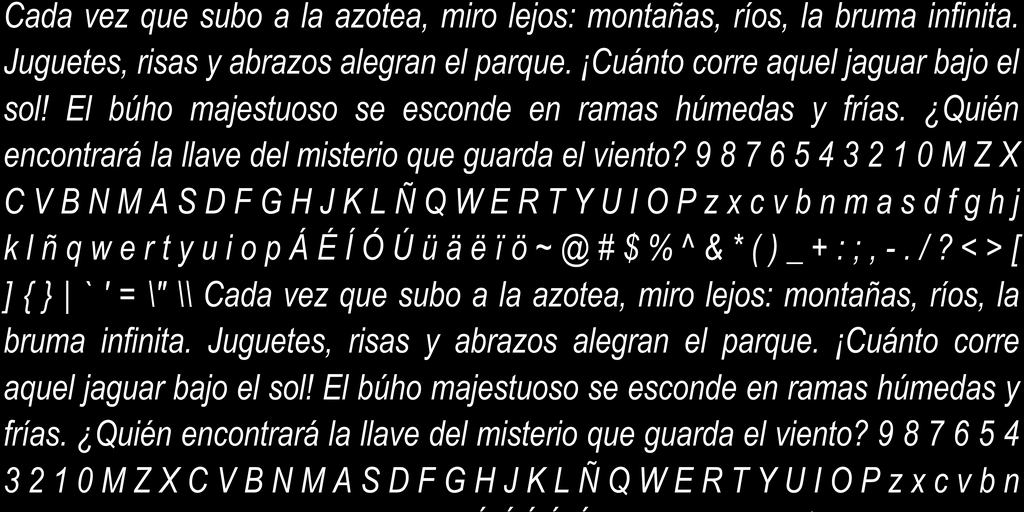 Cada vez que subo a la azotea, miro lejos: montañas, ríos, la bruma infinita.
Juguetes, risas y abrazos alegran el parque. ¡Cuánto corre aquel jaguar bajo el
sol! El búho majestuoso se esconde en ramas húmedas y frías. ¿Quién
encontrará la llave del misterio que guarda el viento? 9 8 7 6 5 4 3 2 1 0 M Z X
C V B N M A S D F G H J K L Ñ Q W E R T Y U I O P z x c v b n m a s d f g h j
k l ñ q w e r t y u i o p Á É Í Ó Ú ü ä ë ï ö ~ @ # $ % ^ & * ( ) _ + : ; , - . / ? < > [
] { } | ` ' = \" \\ Cada vez que subo a la azotea, miro lejos: montañas, ríos, la
bruma infinita. Juguetes, risas y abrazos alegran el parque. ¡Cuánto corre
aquel jaguar bajo el sol! El búho majestuoso se esconde en ramas húmedas y
frías. ¿Quién encontrará la llave del misterio que guarda el viento? 9 8 7 6 5 4
3 2 1 0 M Z X C V B N M A S D F G H J K L Ñ Q W E R T Y U I O P z x c v b n